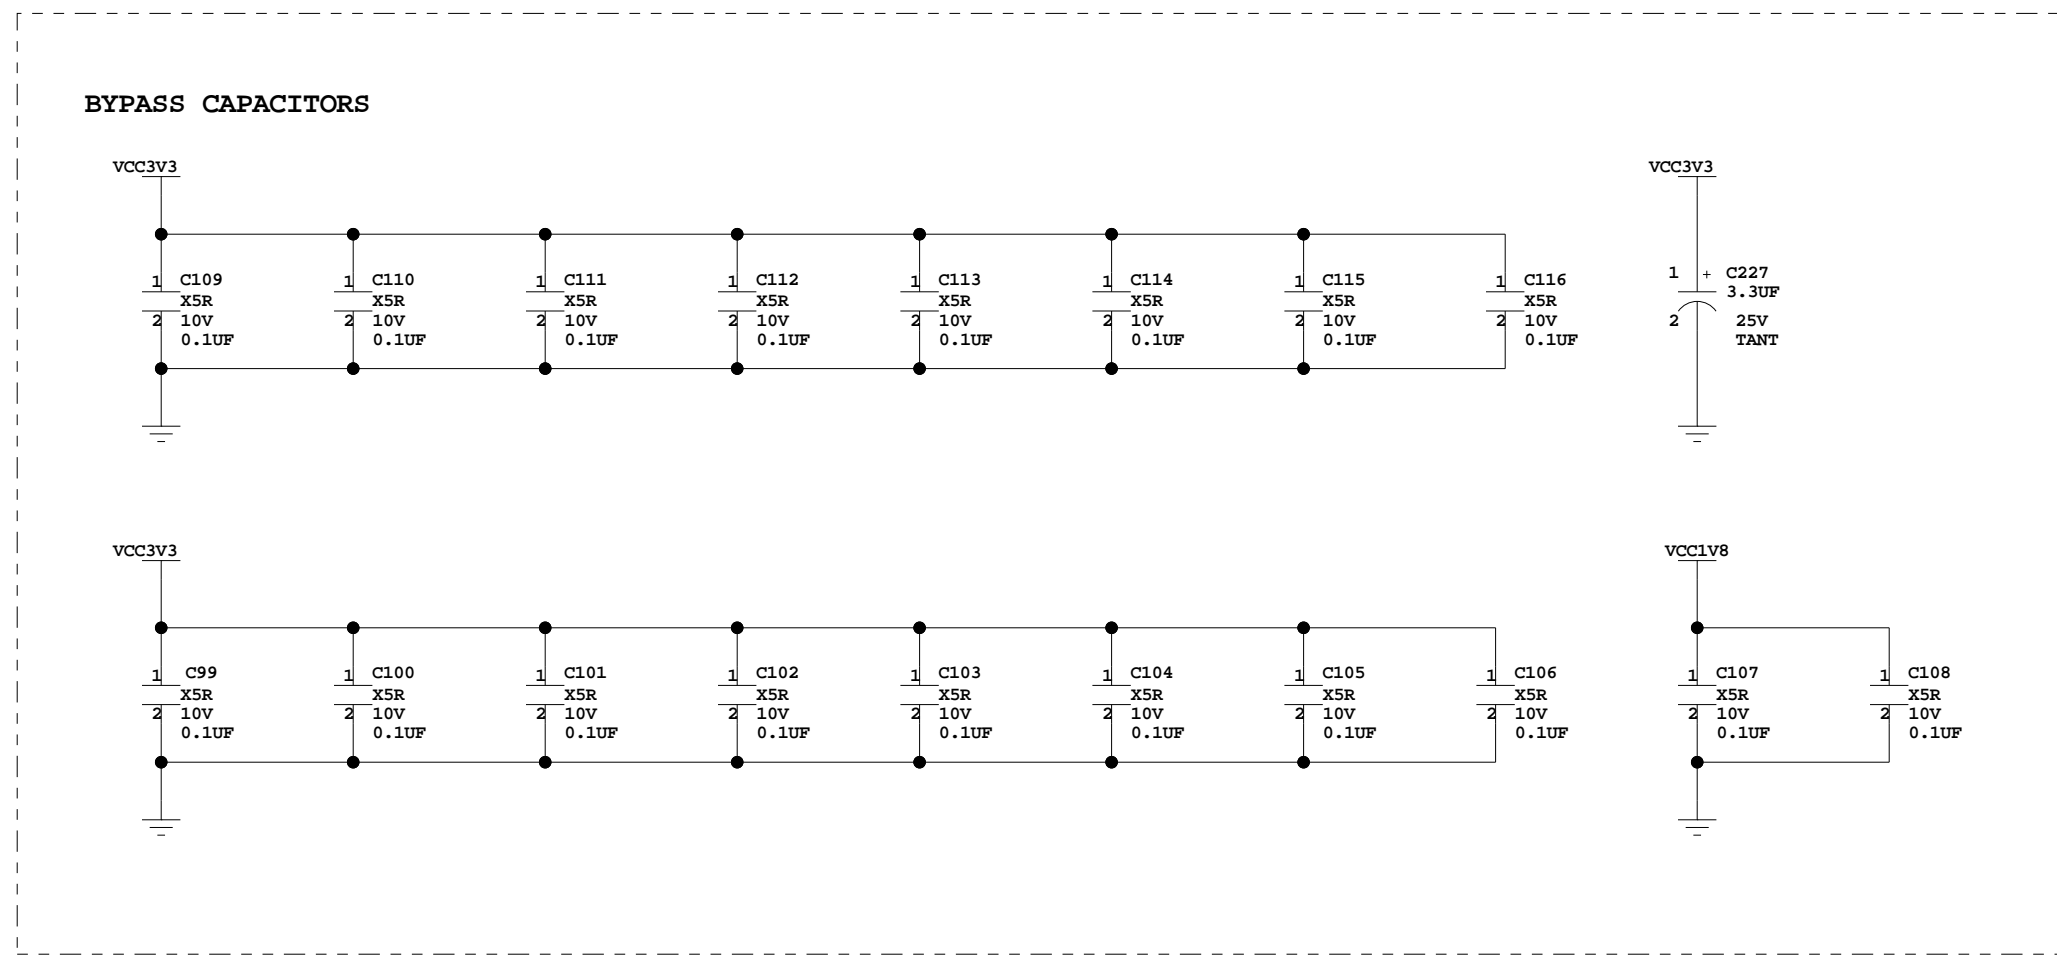 BYPASS CAPACITORS
VCC3V3 VCC3V3
1 C109 1 C110 1 C111 1 C112 1 C113 1 C114 1 C115 1 C116 1 + C227
X5R X5R X5R X5R X5R X5R X5R X5R 3.3UF
2 10V 2 10V 2 10V 2 10V 2 10V 2 10V 2 10V 2 10V 2 25V
0.1UF 0.1UF 0.1UF 0.1UF 0.1UF 0.1UF 0.1UF 0.1UF TANT
VCC3V3 VCC1V8
1 C99 1 C100 1 C101 1 C102 1 C103 1 C104 1 C105 1 C106 1 C107 1 C108
X5R X5R X5R X5R X5R X5R X5R X5R X5R X5R
2 10V 2 10V 2 10V 2 10V 2 10V 2 10V 2 10V 2 10V 2 10V 2 10V
0.1UF 0.1UF 0.1UF 0.1UF 0.1UF 0.1UF 0.1UF 0.1UF 0.1UF 0.1UF